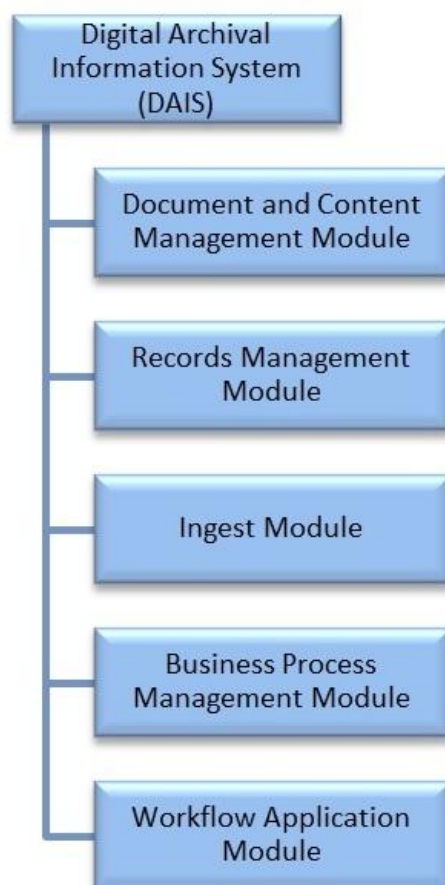 Digital Archival
Information System
(DAIS)
Document and Content
Management Module
Records Management
Module
Ingest Module
Business Process
Management Module
Workflow Application
Module